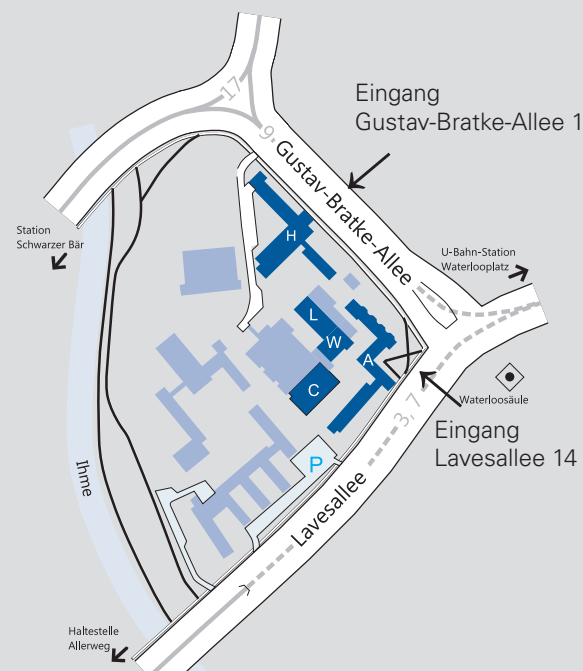 17
9,
Gustav-Bratke-Allee
Eingang
Gustav-Bratke-Allee 1
Station
Schwarzer Bär
U-Bahn-Station
Waterlooplatz
H
L
W
A
C
P
Waterloosäule
3, 7
Eingang
Lavesallee 14
Lavesallee
Ihme
Haltestelle
Allerweg